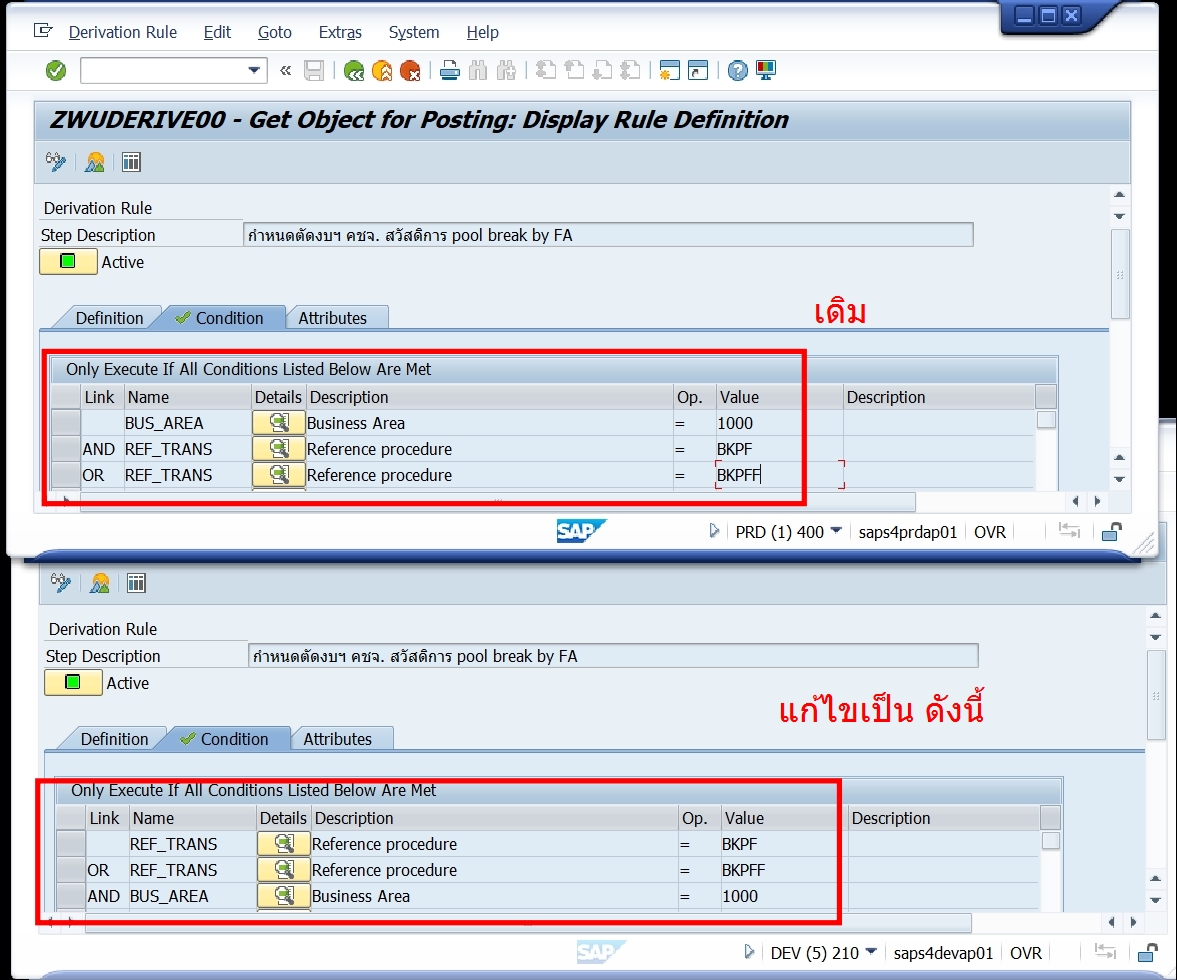 Derivation Rule Edit Goto Extras System Help
ZWUDERIVE00 - Get Object for Posting: Display Rule Definition
Derivation Rule
Step Description กำหนดตัดงบฯ คชจ. สวัสดิการ pool break by FA
Active
Definition Condition Attributes
เดิม
Only Execute If All Conditions Listed Below Are Met
Link Name Details Description Op. Value Description
BUS_AREA Business Area = 1000
AND REF_TRANS Reference procedure = BKPF
OR REF_TRANS Reference procedure = BKPFF
SAP PRD (1) 400 saps4prdap01 OVR
Derivation Rule
Step Description กำหนดตัดงบฯ คชจ. สวัสดิการ pool break by FA
Active
แก้ไขเป็น ดังนี้
Definition Condition Attributes
Only Execute If All Conditions Listed Below Are Met
Link Name Details Description Op. Value Description
REF_TRANS Reference procedure = BKPF
OR REF_TRANS Reference procedure = BKPFF
AND BUS_AREA Business Area = 1000
SAP DEV (5) 210 saps4devap01 OVR